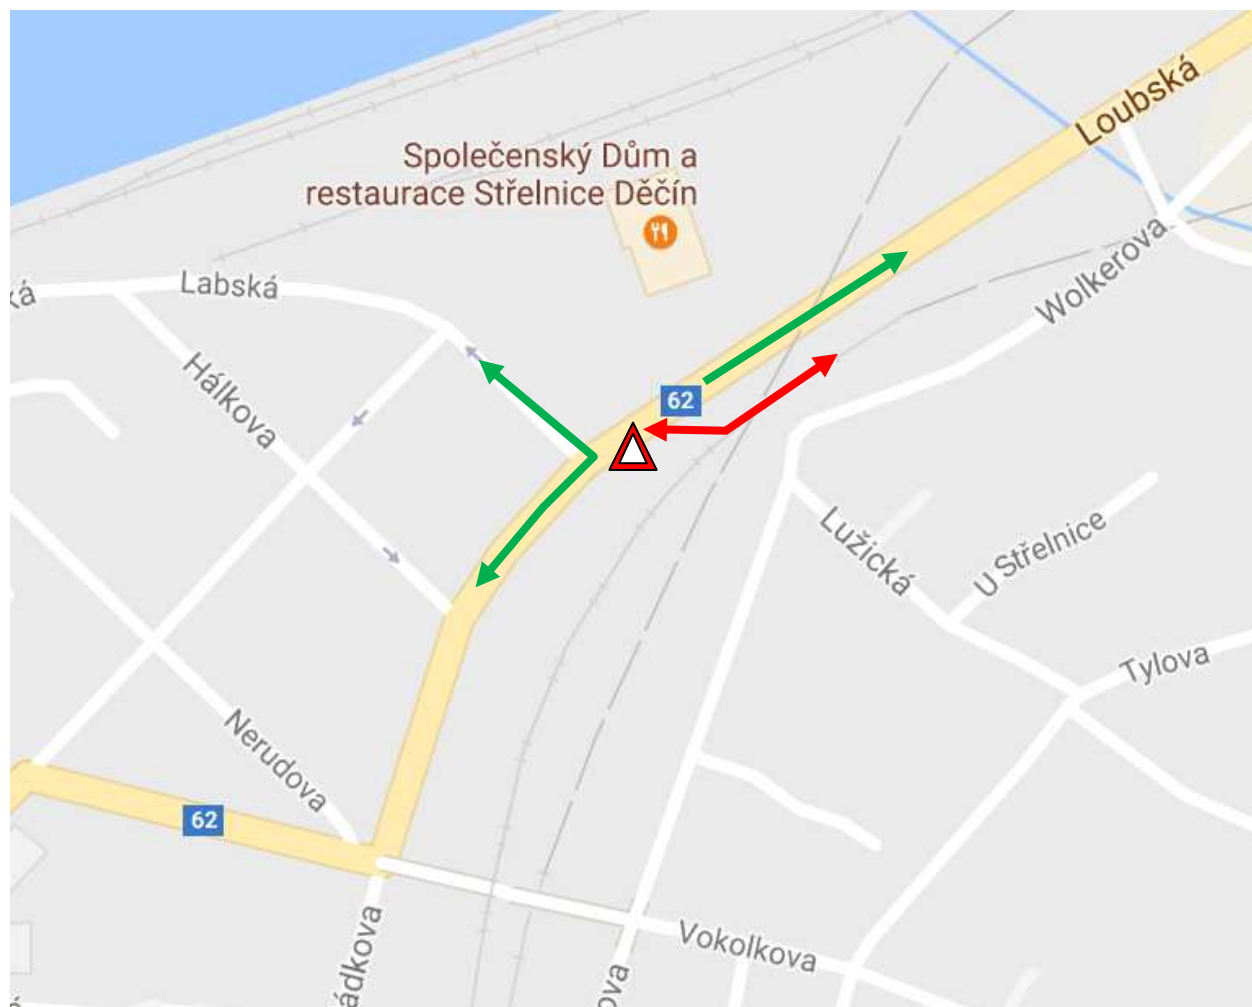 Loubská
Společenský Dům a
restaurace Střelnice Děčín
Wolkerova
Labská
Hálkova
62
Lužická
U Střelnice
Tylova
Nerudova
62
Vokolkova